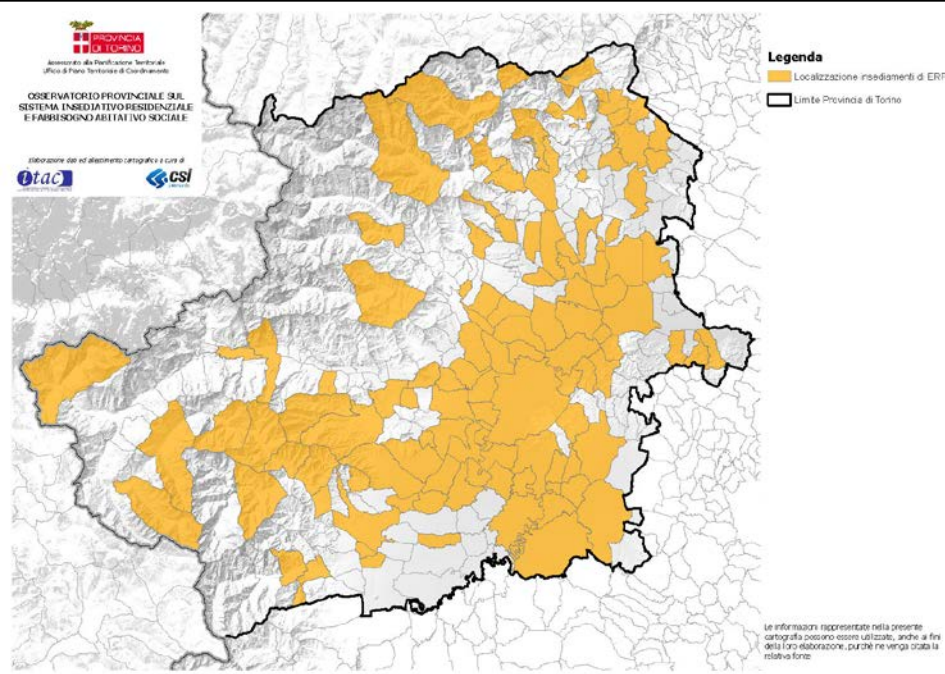 PROVINCIA
DI TORINO
Assessorato alla Pianificazione Territoriale
Ufficio di Piano Territoriale di Coordinamento
OSSERVATORIO PROVINCIALE SUL
SISTEMA INSEDIATIVO RESIDENZIALE
E FABBISOGNO ABITATIVO SOCIALE
Elaborazione dati ed allestimento cartografico a cura di
itac
csi
Legenda
Localizzazione insediamenti di ERP
Limite Provincia di Torino
Le informazioni rappresentate nella presente
cartografia possono essere utilizzate, anche ai fini
della loro elaborazione, purché ne venga citata la
relativa fonte